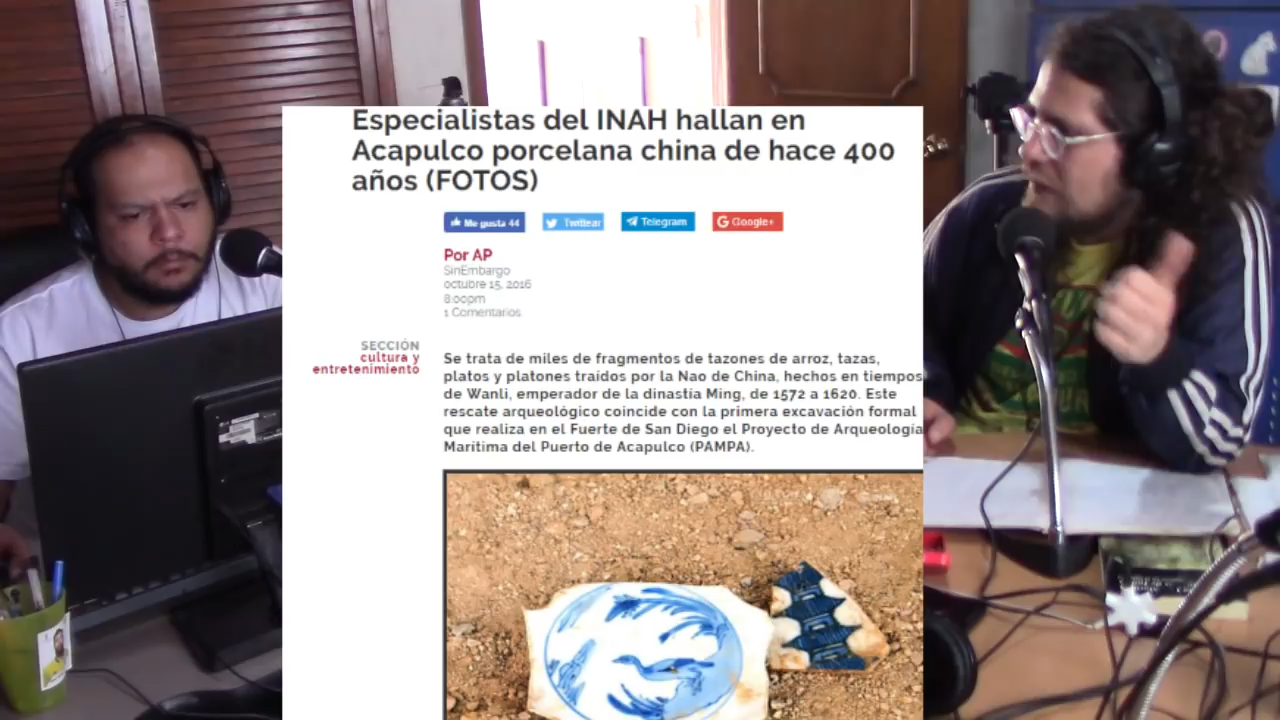 Especialistas del INAH hallan en
Acapulco porcelana china de hace 400
años (FOTOS)
Me gusta 44
Twittear
Telegram
Google+
Por AP
SinEmbargo
octubre 15, 2016
8:00pm
1 Comentarios
SECCIÓN
cultura y
entretenimiento
Se trata de miles de fragmentos de tazones de arroz, tazas,
platos y platones traídos por la Nao de China, hechos en tiempos
de Wanli, emperador de la dinastía Ming, de 1572 a 1620. Este
rescate arqueológico coincide con la primera excavación formal
que realiza en el Fuerte de San Diego el Proyecto de Arqueología
Marítima del Puerto de Acapulco (PAMPA).